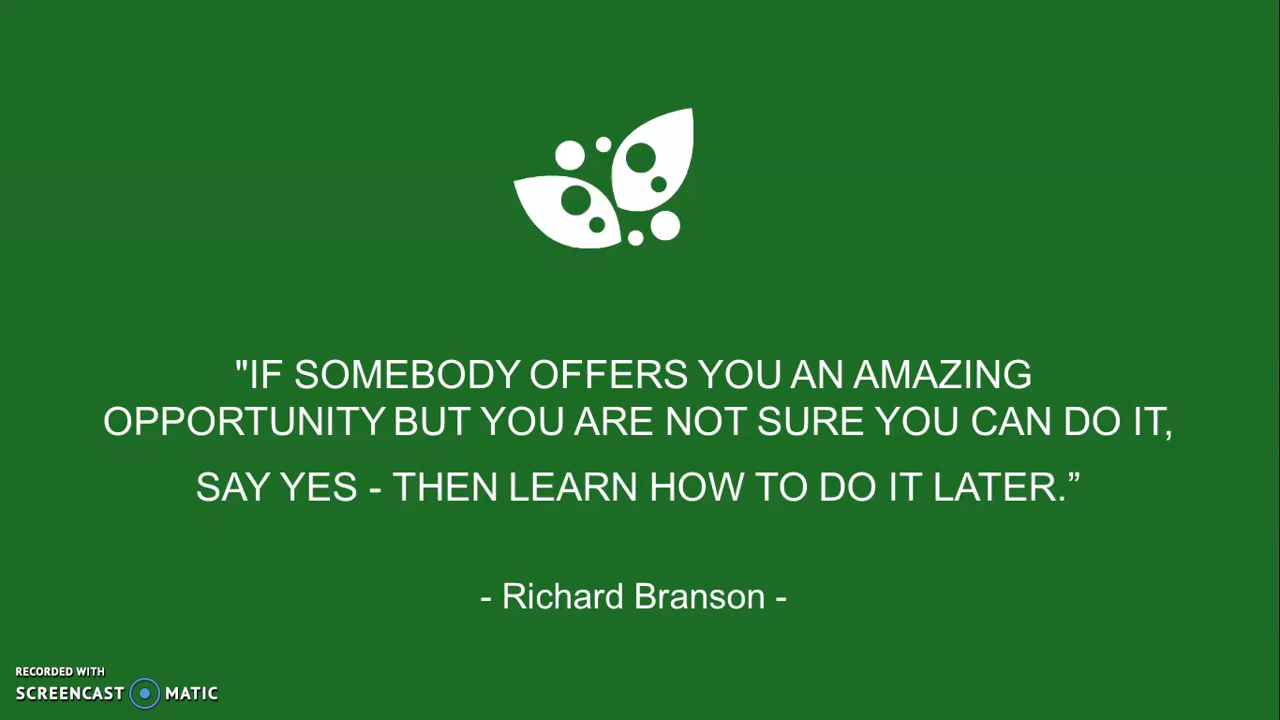 "IF SOMEBODY OFFERS YOU AN AMAZING
OPPORTUNITY BUT YOU ARE NOT SURE YOU CAN DO IT,
SAY YES - THEN LEARN HOW TO DO IT LATER.”
- Richard Branson -
RECORDED WITH
SCREENCAST MATIC